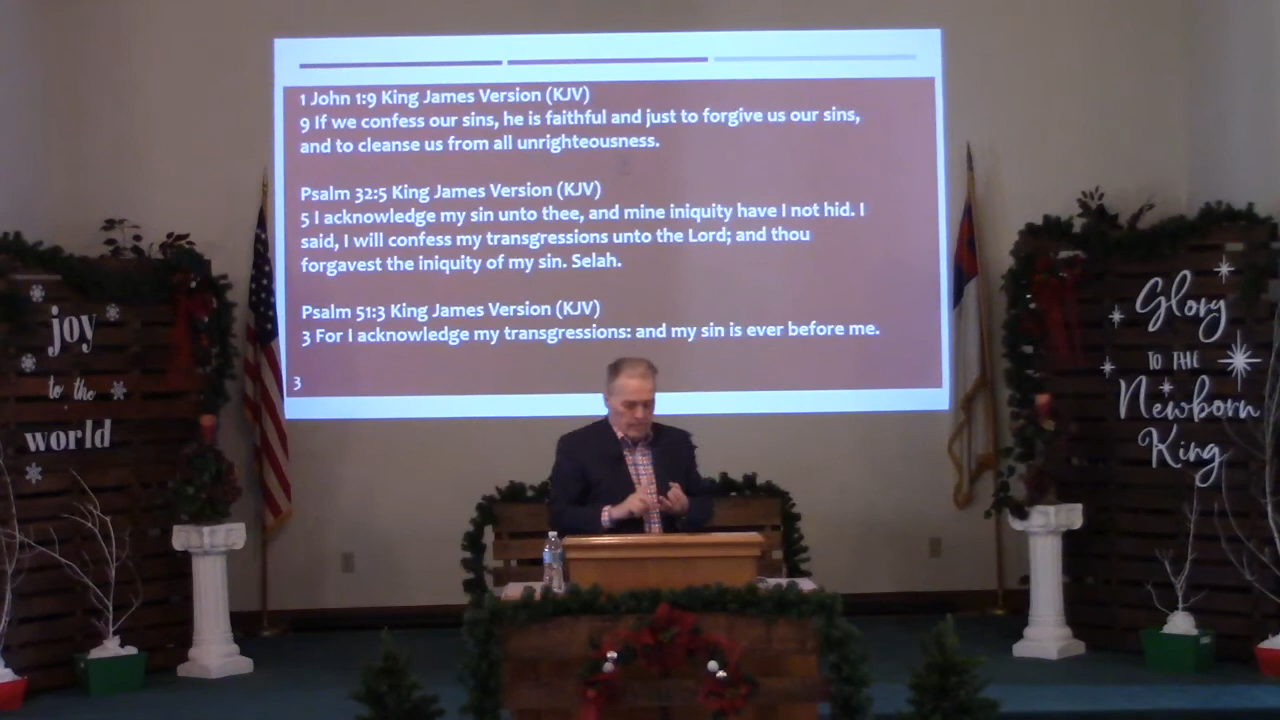 1 John 1:9 King James Version (KJV)
9 If we confess our sins, he is faithful and just to forgive us our sins,
and to cleanse us from all unrighteousness.
Psalm 32:5 King James Version (KJV)
5 I acknowledge my sin unto thee, and mine iniquity have I not hid. I
said, I will confess my transgressions unto the Lord; and thou
forgavest the iniquity of my sin. Selah.
Psalm 51:3 King James Version (KJV)
3 For I acknowledge my transgressions: and my sin is ever before me.
3
joy
to the
world
Glory
TO THE
Newborn
King